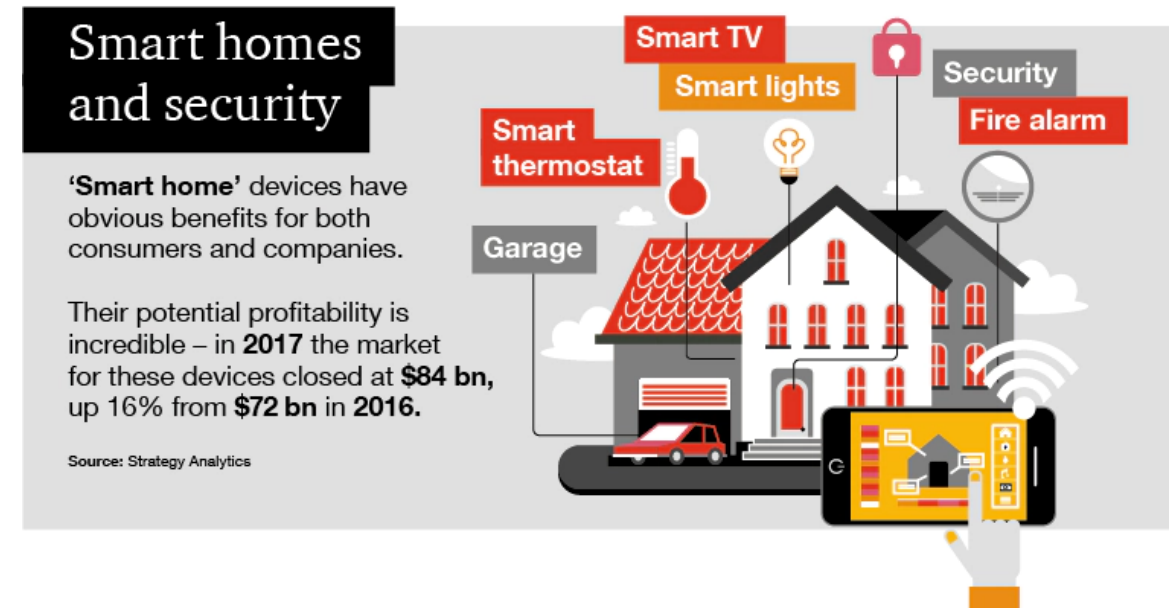 Smart homes
and security
‘Smart home’ devices have
obvious benefits for both
consumers and companies.
Their potential profitability is
incredible – in 2017 the market
for these devices closed at $84 bn,
up 16% from $72 bn in 2016.
Source: Strategy Analytics
Smart TV
Smart lights
Security
Fire alarm
Smart
thermostat
Garage